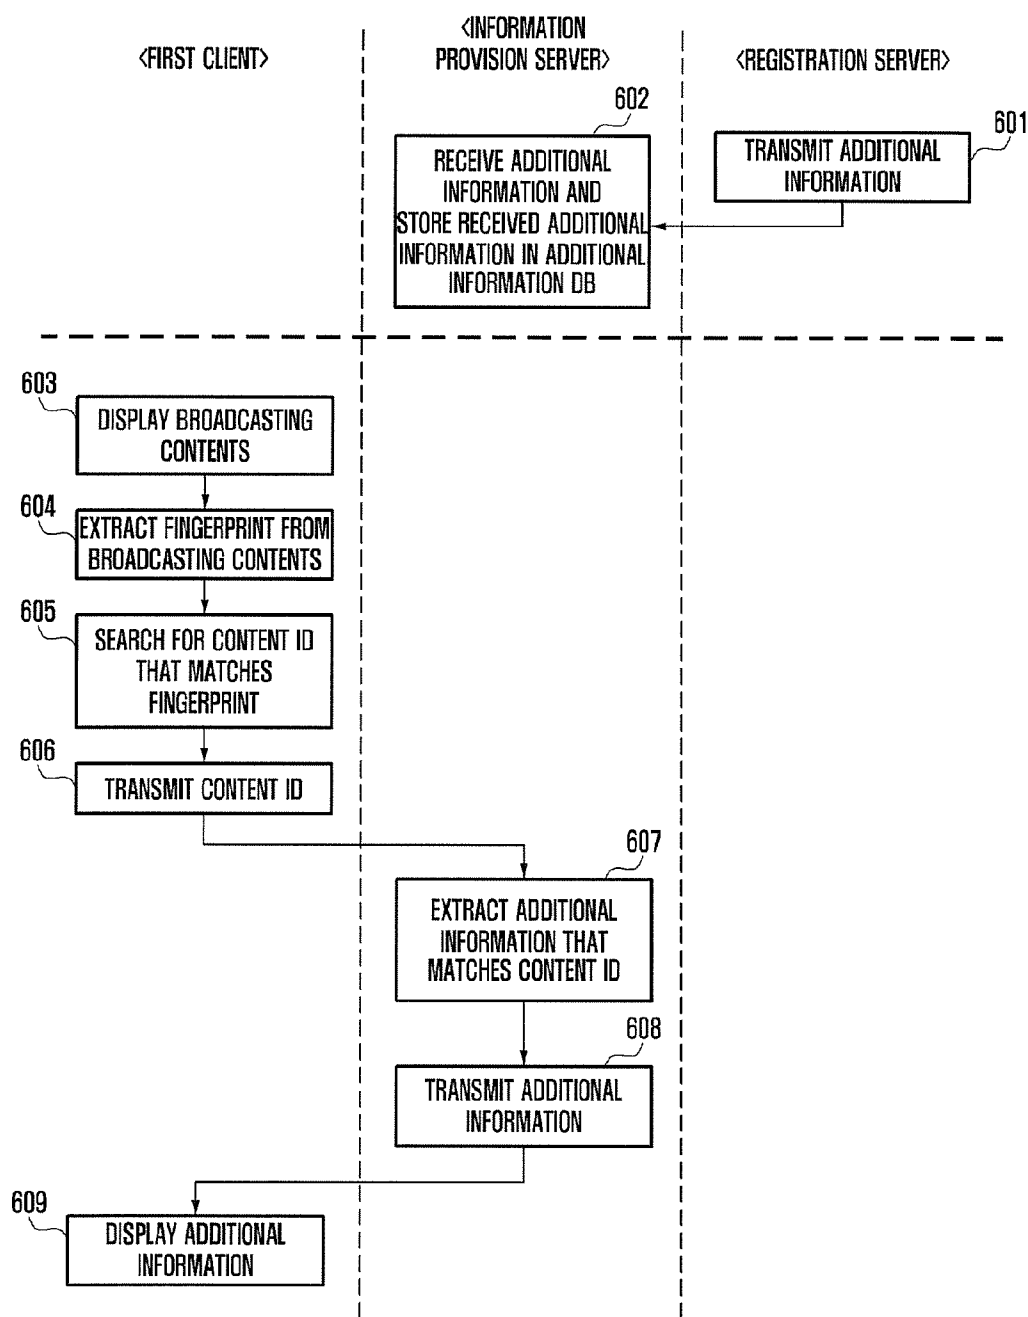 <FIRST CLIENT>
<INFORMATION
PROVISION SERVER>
<REGISTRATION SERVER>
602
RECEIVE ADDITIONAL
INFORMATION AND
STORE RECEIVED ADDITIONAL
INFORMATION IN ADDITIONAL
INFORMATION DB
601
TRANSMIT ADDITIONAL
INFORMATION
603
DISPLAY BROADCASTING
CONTENTS
604
EXTRACT FINGERPRINT FROM
BROADCASTING CONTENTS
605
SEARCH FOR CONTENT ID
THAT MATCHES
FINGERPRINT
606
TRANSMIT CONTENT ID
607
EXTRACT ADDITIONAL
INFORMATION THAT
MATCHES CONTENT ID
608
TRANSMIT ADDITIONAL
INFORMATION
609
DISPLAY ADDITIONAL
INFORMATION